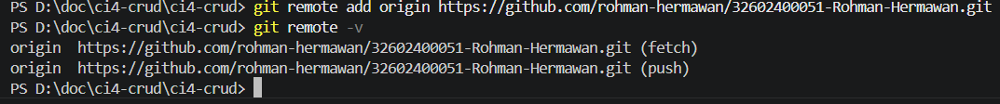 PS D:\doc\ci4-crud\ci4-crud> git remote add origin https://github.com/rohman-hermawan/32602400051-Rohman-Hermawan.git
PS D:\doc\ci4-crud\ci4-crud> git remote -v
origin  https://github.com/rohman-hermawan/32602400051-Rohman-Hermawan.git (fetch)
origin  https://github.com/rohman-hermawan/32602400051-Rohman-Hermawan.git (push)
PS D:\doc\ci4-crud\ci4-crud>